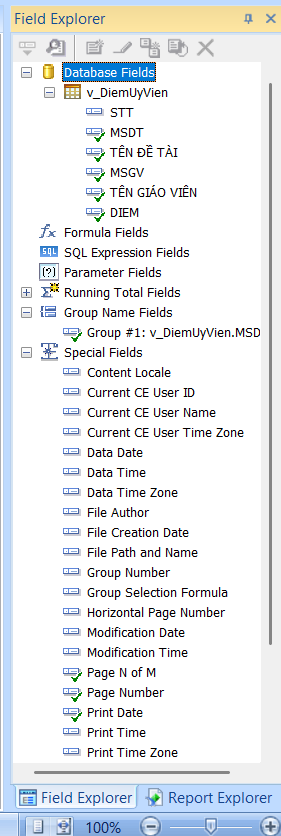 Field Explorer
Database Fields
v_DiemUyVien
STT
MSDT
TÊN ĐỀ TÀI
MSGV
TÊN GIÁO VIÊN
DIEM
Formula Fields
SQL Expression Fields
Parameter Fields
Running Total Fields
Group Name Fields
Group #1: v_DiemUyVien.MSD
Special Fields
Content Locale
Current CE User ID
Current CE User Name
Current CE User Time Zone
Data Date
Data Time
Data Time Zone
File Author
File Creation Date
File Path and Name
Group Number
Group Selection Formula
Horizontal Page Number
Modification Date
Modification Time
Page N of M
Page Number
Print Date
Print Time
Print Time Zone
Field Explorer Report Explorer
100%